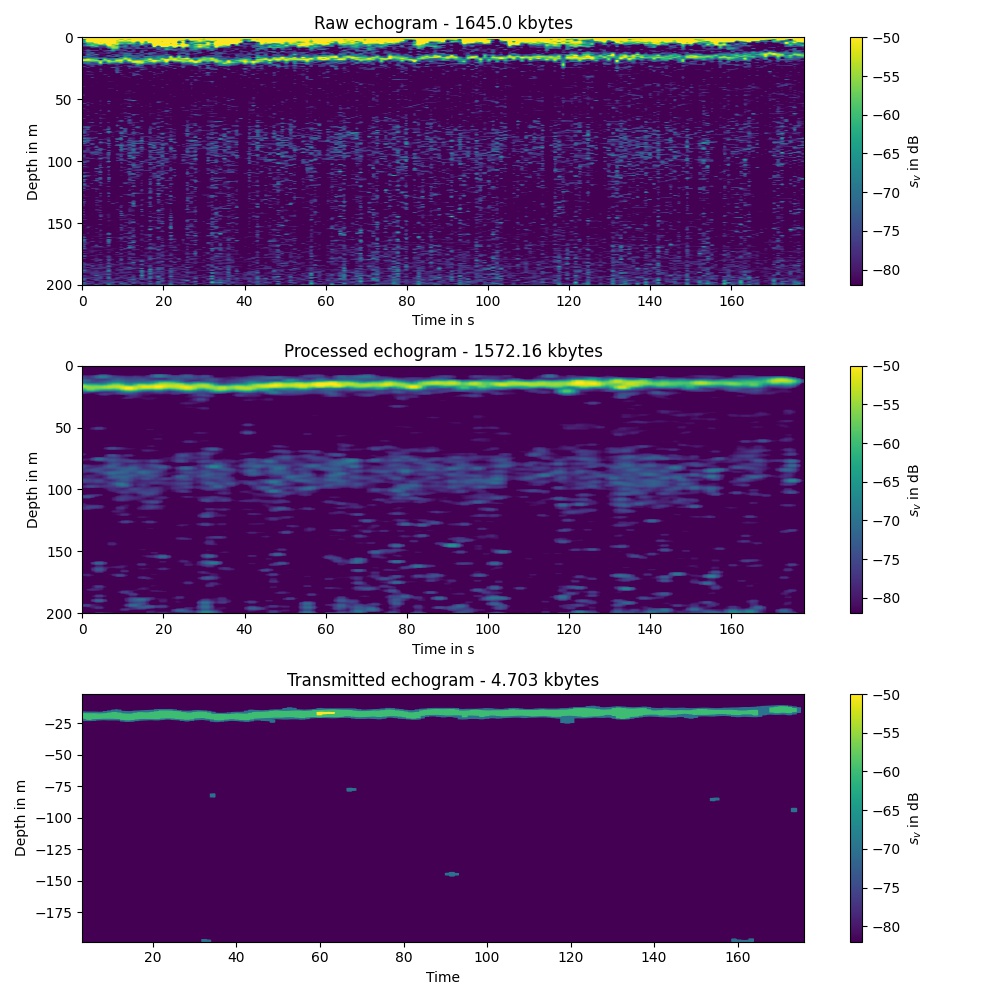 Raw echogram - 1645.0 kbytes
0
50
100
150
200
Depth in m
0 20 40 60 80 100 120 140 160
Time in s
−50
−55
−60
−65
−70
−75
−80
sv in dB
Processed echogram - 1572.16 kbytes
0
50
100
150
200
Depth in m
0 20 40 60 80 100 120 140 160
Time in s
−50
−55
−60
−65
−70
−75
−80
sv in dB
Transmitted echogram - 4.703 kbytes
−25
−50
−75
−100
−125
−150
−175
Depth in m
20 40 60 80 100 120 140 160
Time
−50
−55
−60
−65
−70
−75
−80
sv in dB